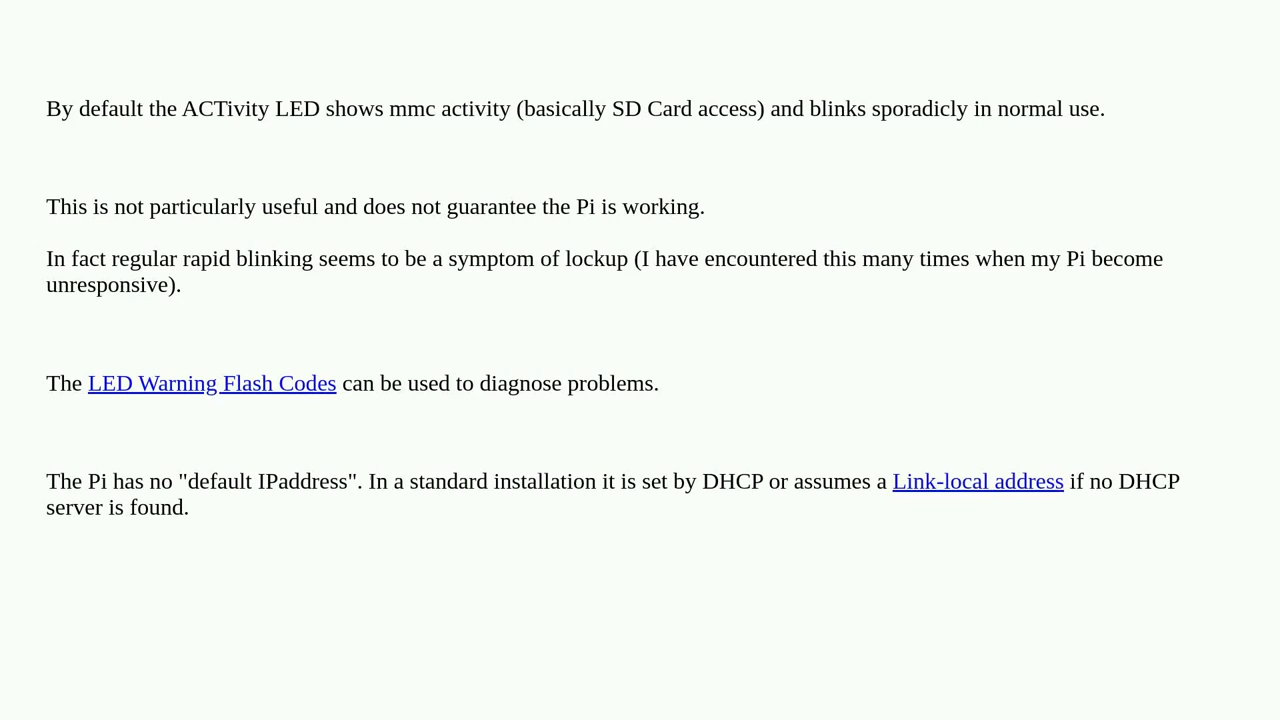 By default the ACTivity LED shows mmc activity (basically SD Card access) and blinks sporadicly in normal use.
This is not particularly useful and does not guarantee the Pi is working.
In fact regular rapid blinking seems to be a symptom of lockup (I have encountered this many times when my Pi become
unresponsive).
The LED Warning Flash Codes can be used to diagnose problems.
The Pi has no "default IPaddress". In a standard installation it is set by DHCP or assumes a Link-local address if no DHCP
server is found.